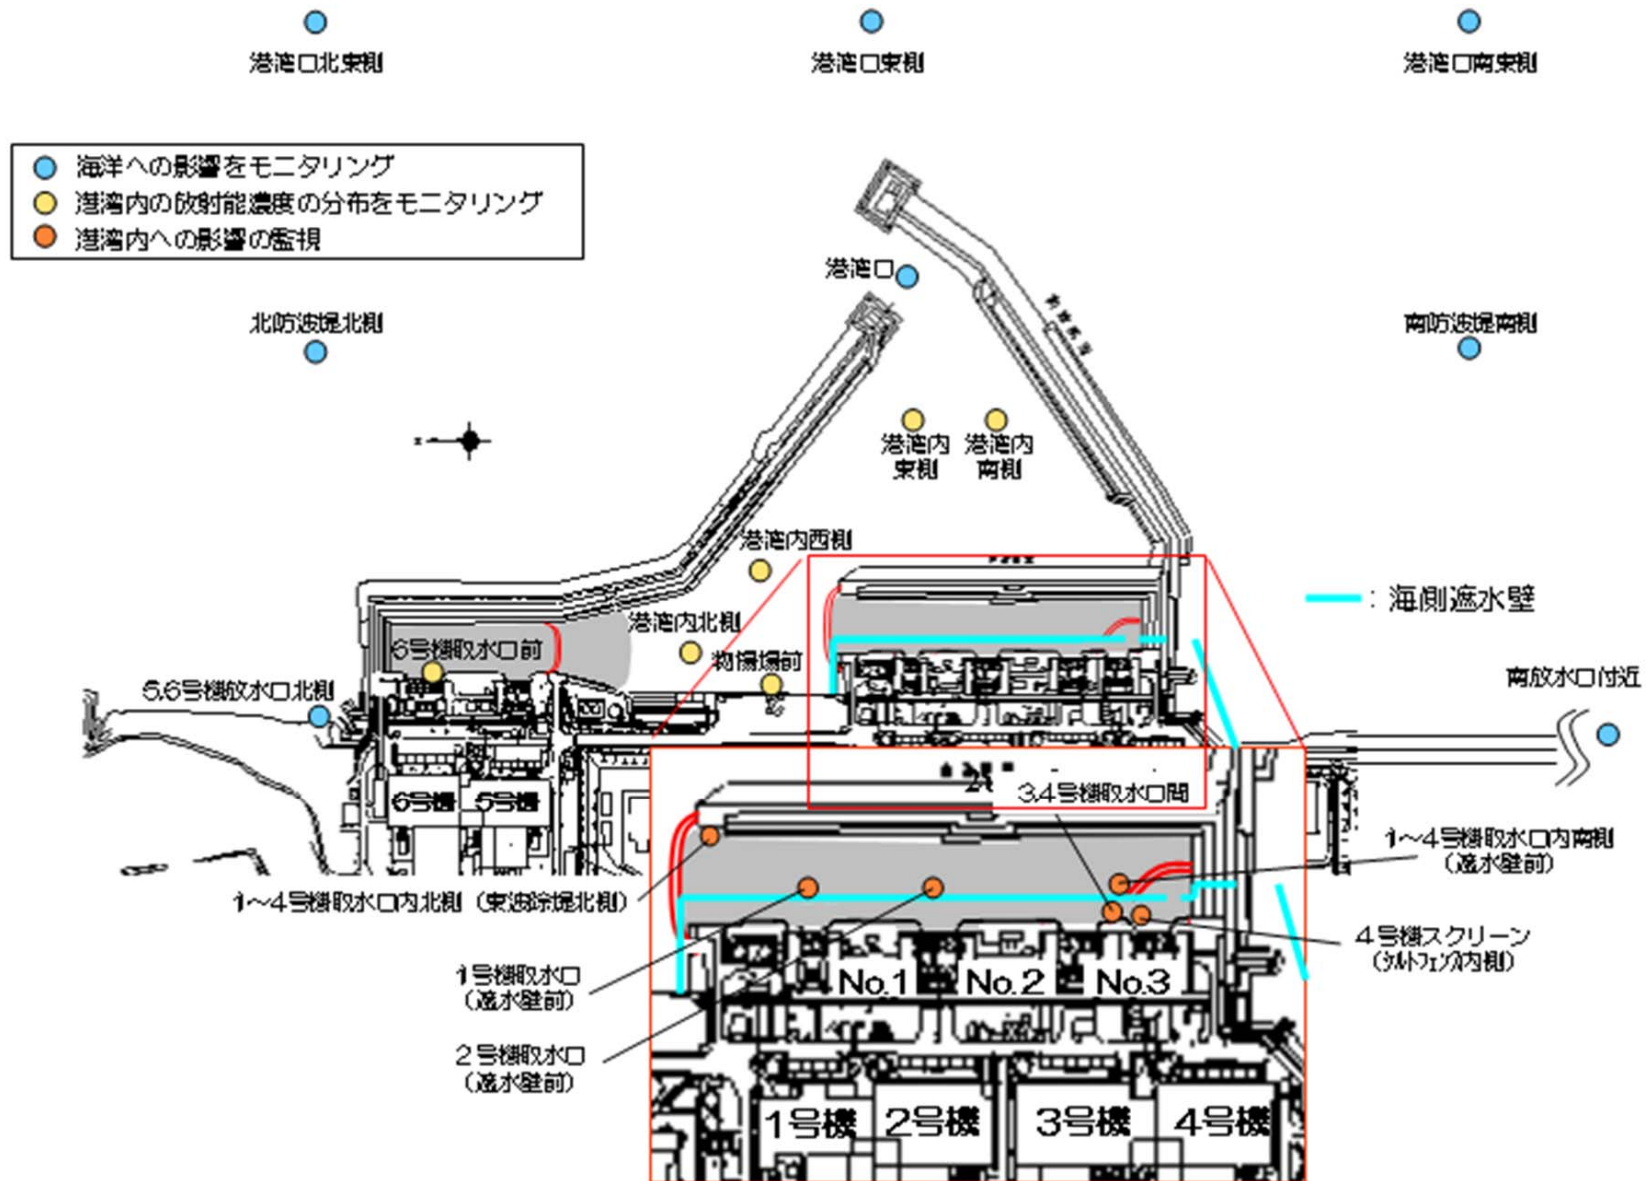 港湾口北東側
港湾口東側
港湾口南東側
海洋への影響をモニタリング
港湾内の放射能濃度の分布をモニタリング
港湾内への影響の監視
港湾口
北防波堤北側
南防波堤南側
港湾内
東側
港湾内
南側
港湾内西側
：海側遮水壁
港湾内北側
6号機取水口前
物揚場前
5,6号機放水口北側
南放水口付近
6号機
5号機
3,4号機取水口間
1～4号機取水口内南側
（遮水壁前）
1～4号機取水口内北側（東波除堤北側）
4号機スクリーン
（シルトフェンス内側）
1号機取水口
（遮水壁前）
No.1
No.2
No.3
2号機取水口
（遮水壁前）
1号機
2号機
3号機
4号機